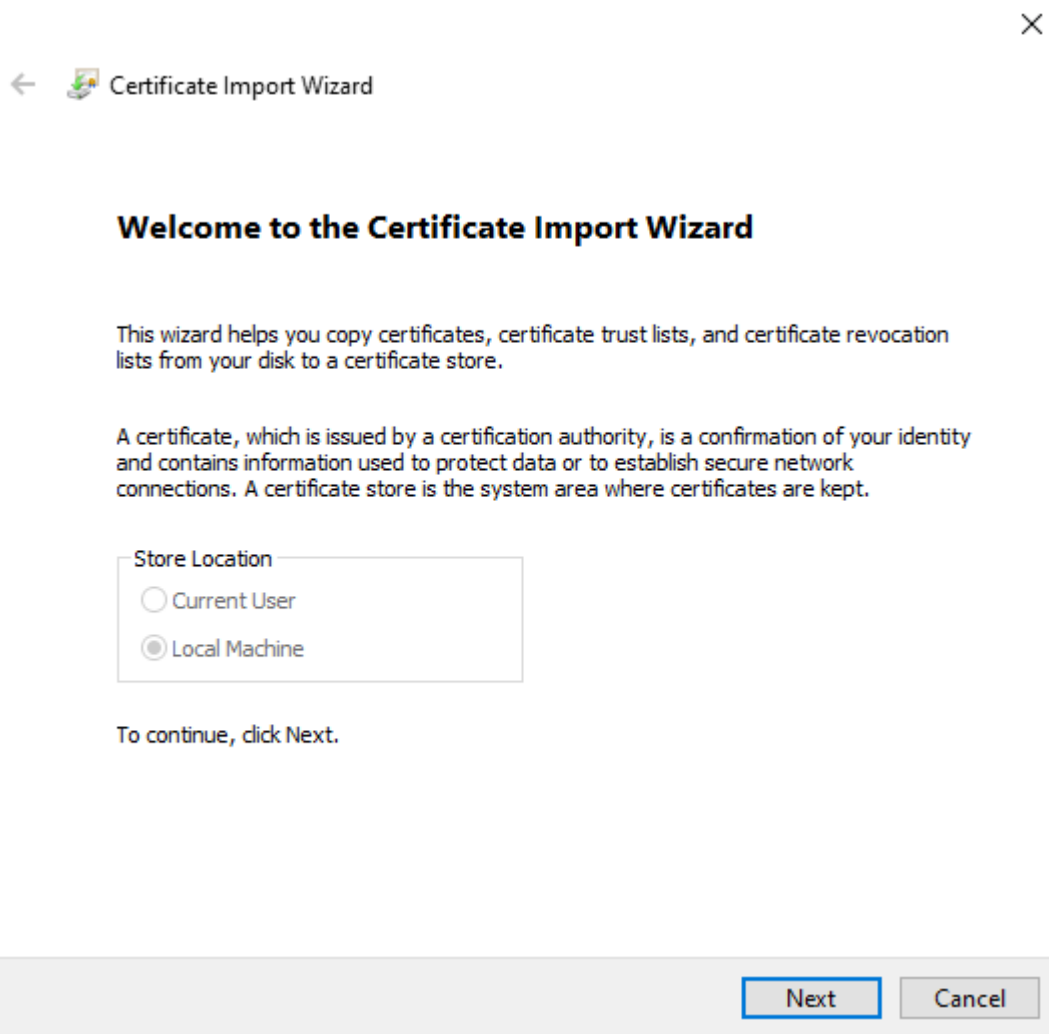 Certificate Import Wizard
Welcome to the Certificate Import Wizard
This wizard helps you copy certificates, certificate trust lists, and certificate revocation
lists from your disk to a certificate store.
A certificate, which is issued by a certification authority, is a confirmation of your identity
and contains information used to protect data or to establish secure network
connections. A certificate store is the system area where certificates are kept.
Store Location
Current User
Local Machine
To continue, click Next.
Next
Cancel